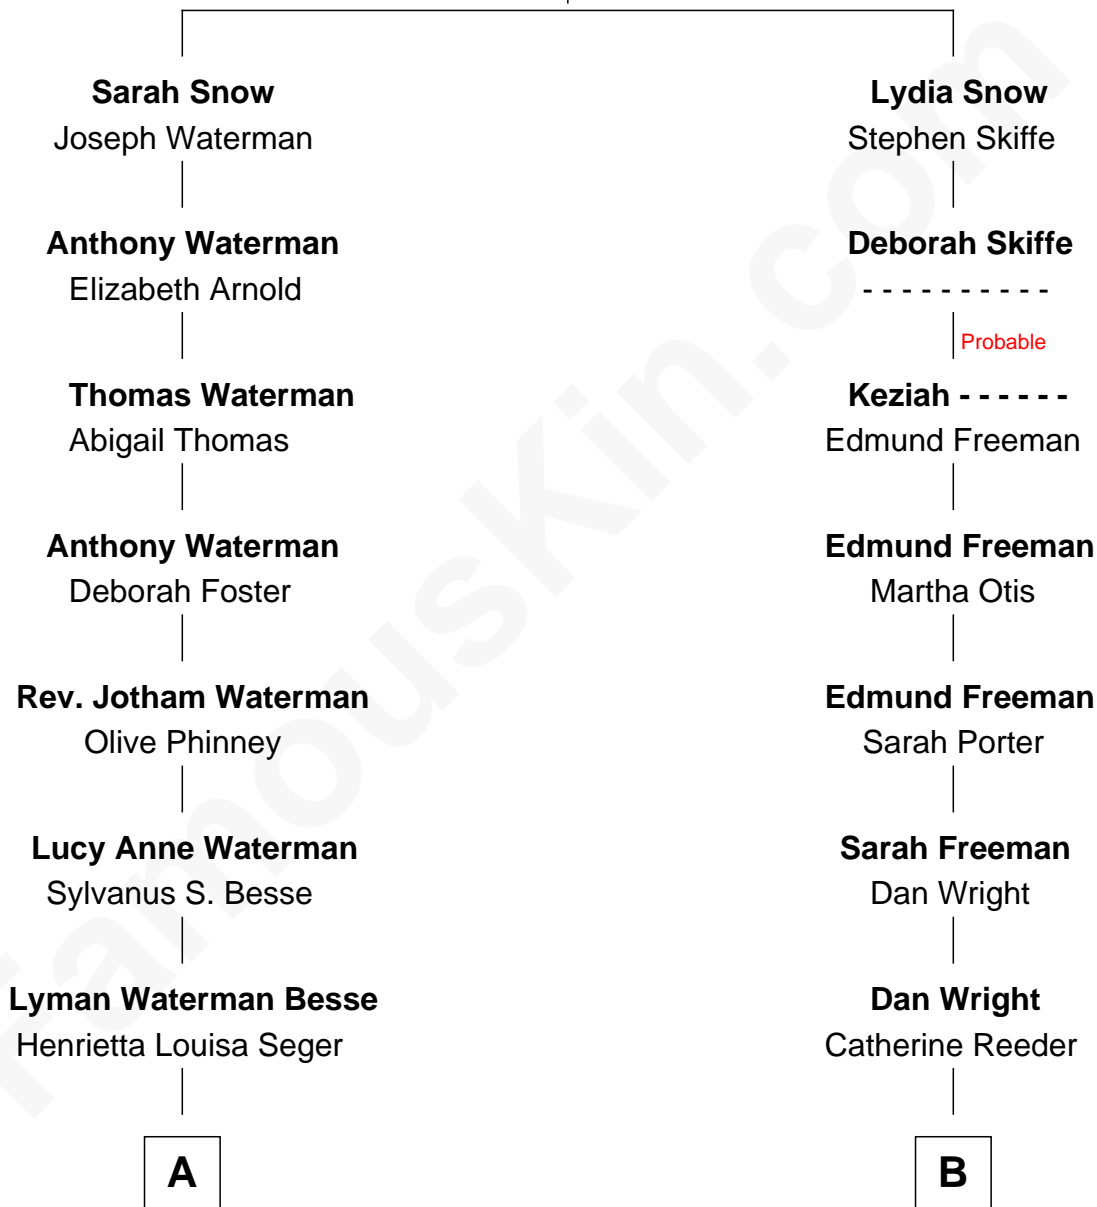 Sarah Snow
Joseph Waterman
Lydia Snow
Stephen Skiffe
Anthony Waterman
Elizabeth Arnold
Deborah Skiffe
- - - - - - - - - -
Probable
Thomas Waterman
Abigail Thomas
Keziah - - - - - -
Edmund Freeman
Anthony Waterman
Deborah Foster
Edmund Freeman
Martha Otis
Rev. Jotham Waterman
Olive Phinney
Edmund Freeman
Sarah Porter
Lucy Anne Waterman
Sylvanus S. Besse
Sarah Freeman
Dan Wright
Lyman Waterman Besse
Henrietta Louisa Seger
Dan Wright
Catherine Reeder
A
B
FamousKin.com